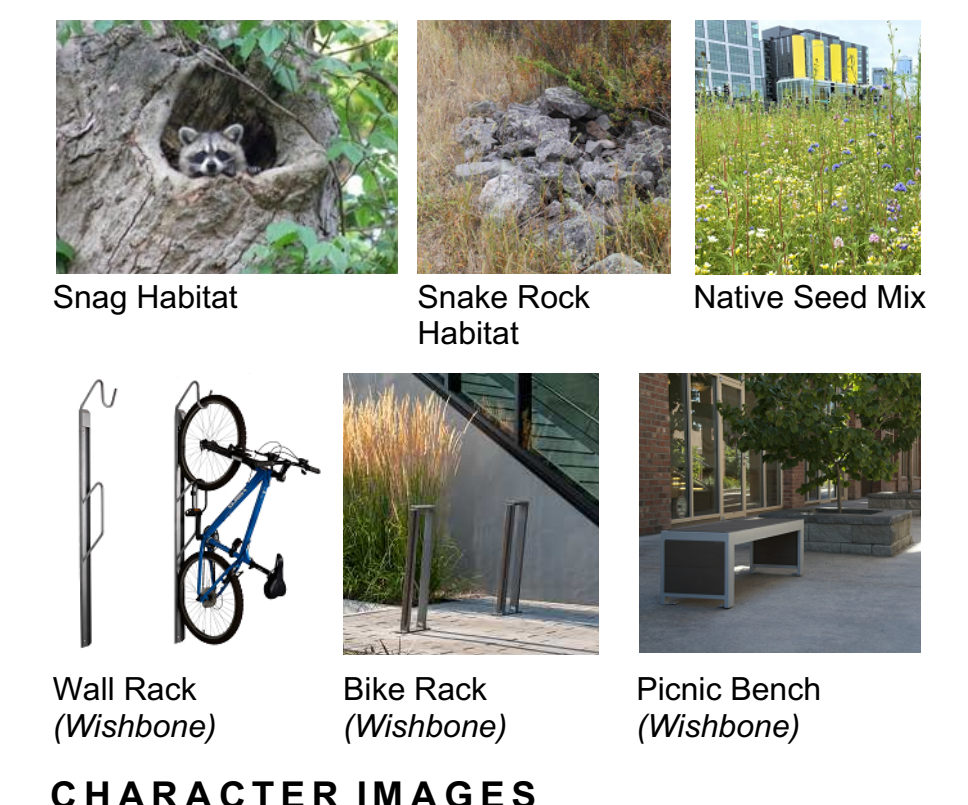 Snag Habitat
Snake Rock
Habitat
Native Seed Mix
Wall Rack
(Wishbone)
Bike Rack
(Wishbone)
Picnic Bench
(Wishbone)
CHARACTER IMAGES